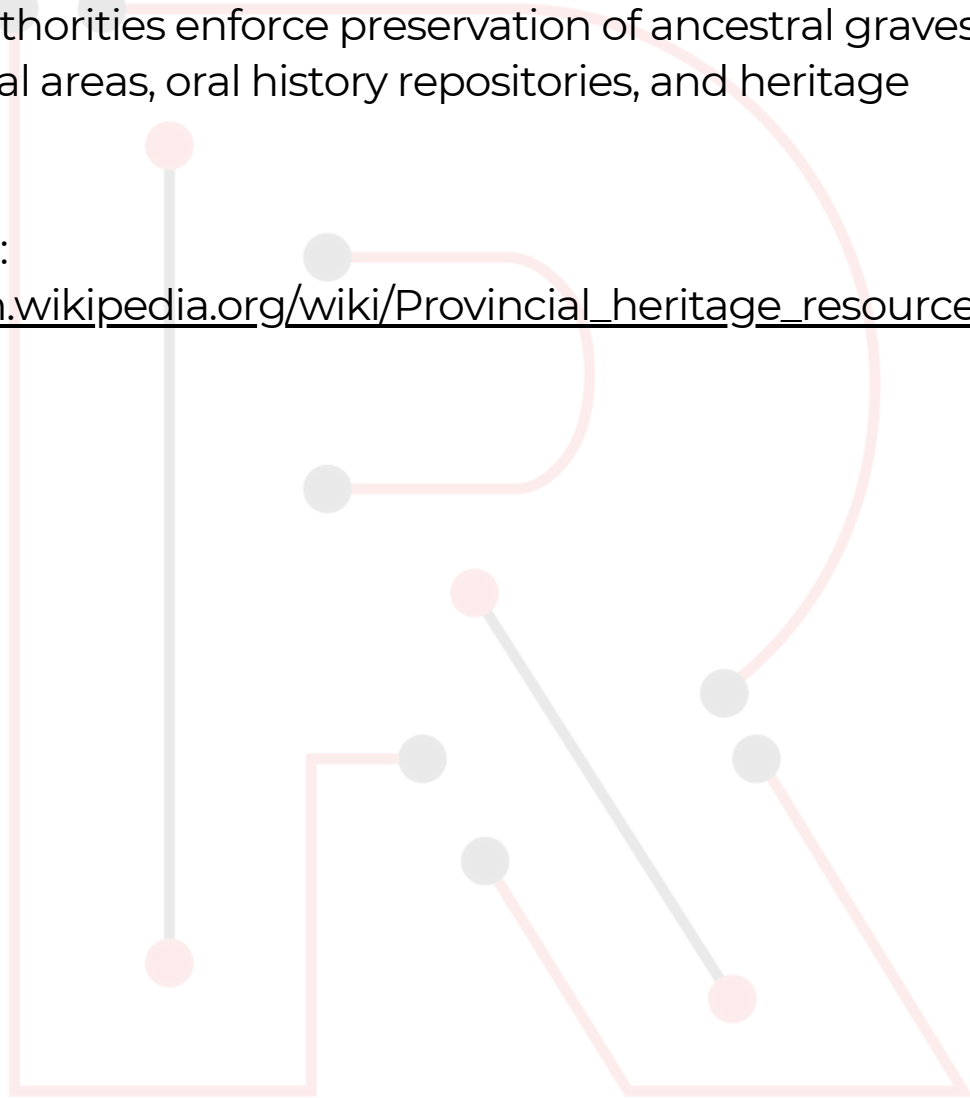 thorities enforce preservation of ancestral graves
al areas, oral history repositories, and heritage
:
n.wikipedia.org/wiki/Provincial_heritage_resource